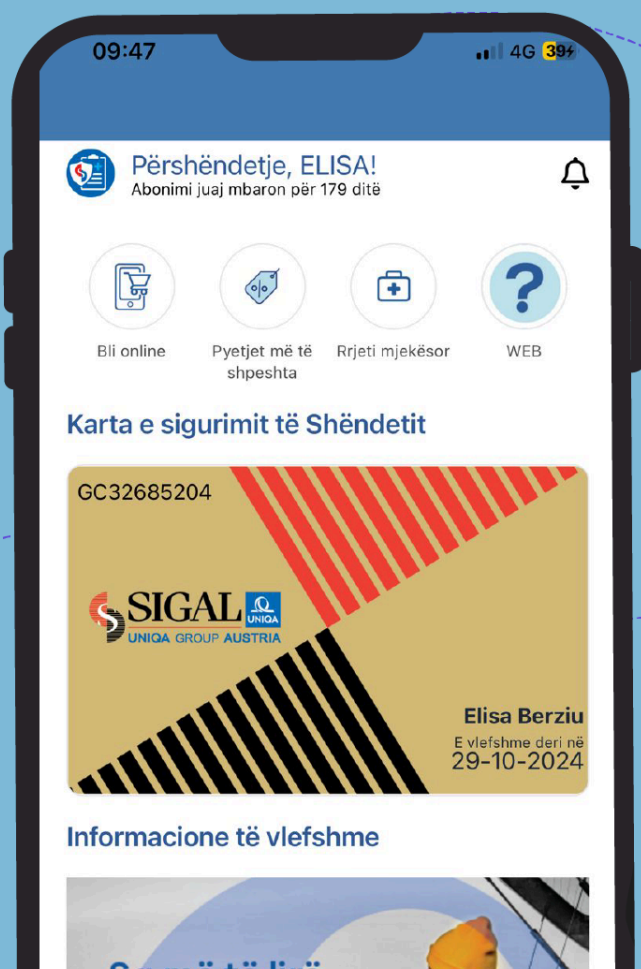 09:47
4G 39
Përshëndetje, ELISA!
Abonimi juaj mbaron për 179 ditë
Bli online
Pyetjet më të
shpeshta
Rrjeti mjekësor
WEB
Karta e sigurimit të Shëndetit
GC32685204
SIGAL UNIQA
UNIQA GROUP AUSTRIA
Elisa Berziu
E vlefshme deri në
29-10-2024
Informacione të vlefshme